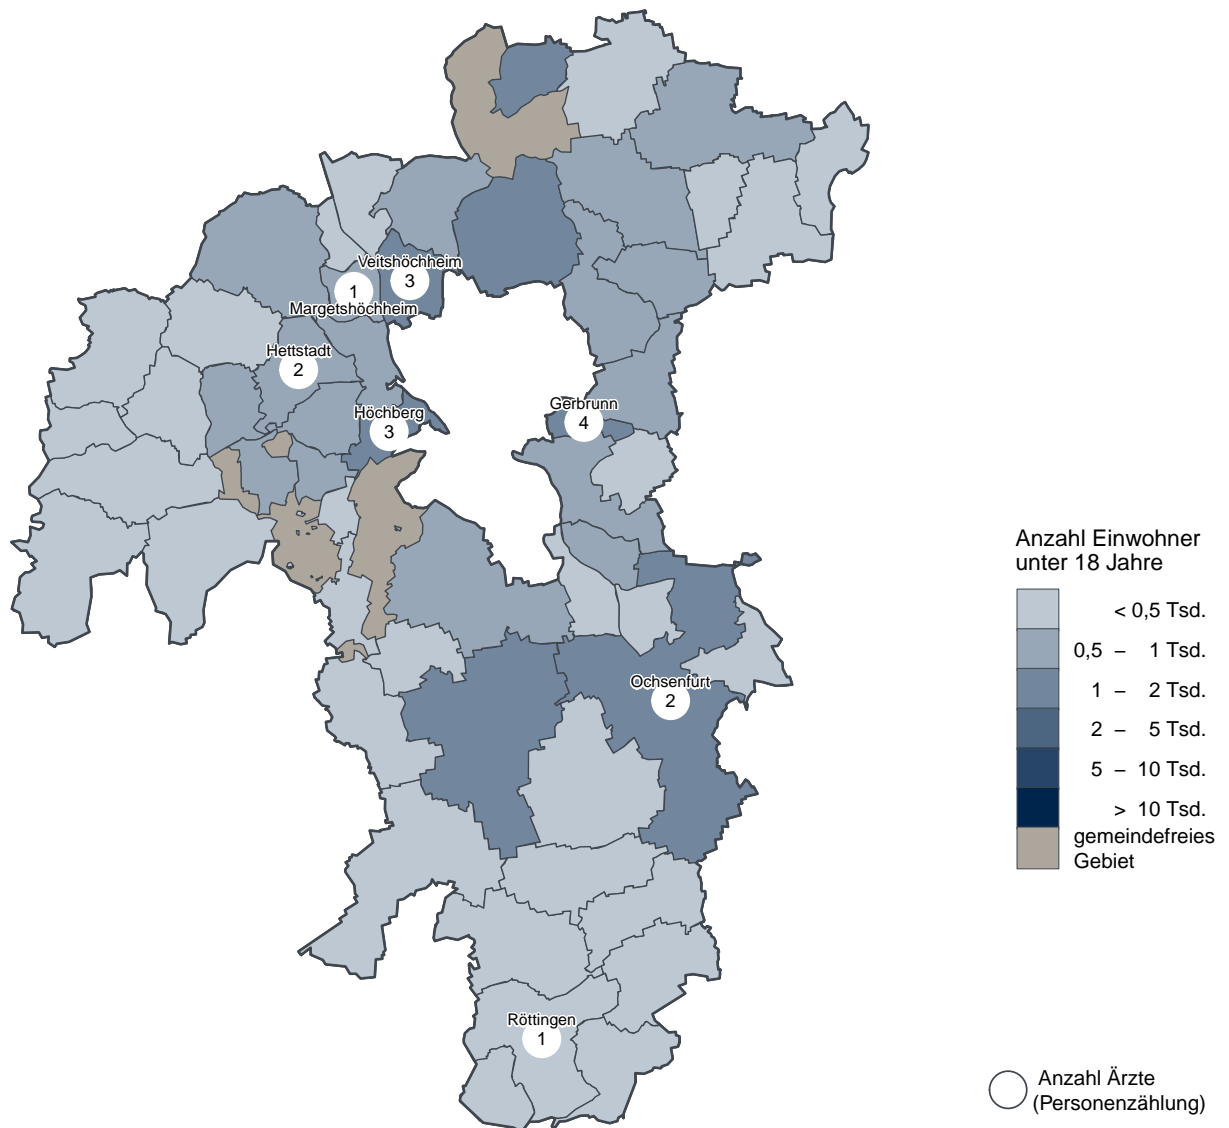 Veitshöchheim
3
1
Margetshöchheim
Hettstadt
2
Höchberg
3
Gerbrunn
4
Ochsenfurt
2
Röttingen
1
Anzahl Einwohner
unter 18 Jahre
< 0,5 Tsd.
0,5 – 1 Tsd.
1 – 2 Tsd.
2 – 5 Tsd.
5 – 10 Tsd.
> 10 Tsd.
gemeindefreies
Gebiet
Anzahl Ärzte
(Personenzählung)